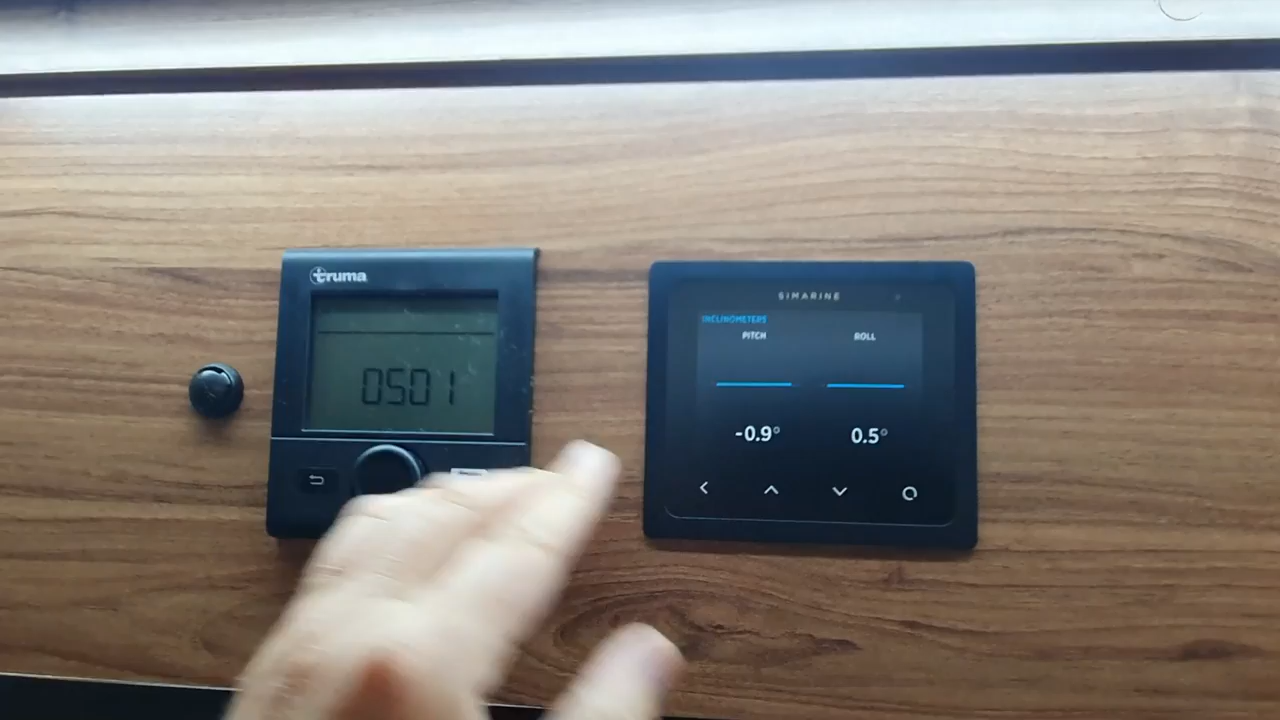 truma
0501
SIMARINE
INCLINOMETERS
PITCH
ROLL
-0.9°
0.5°